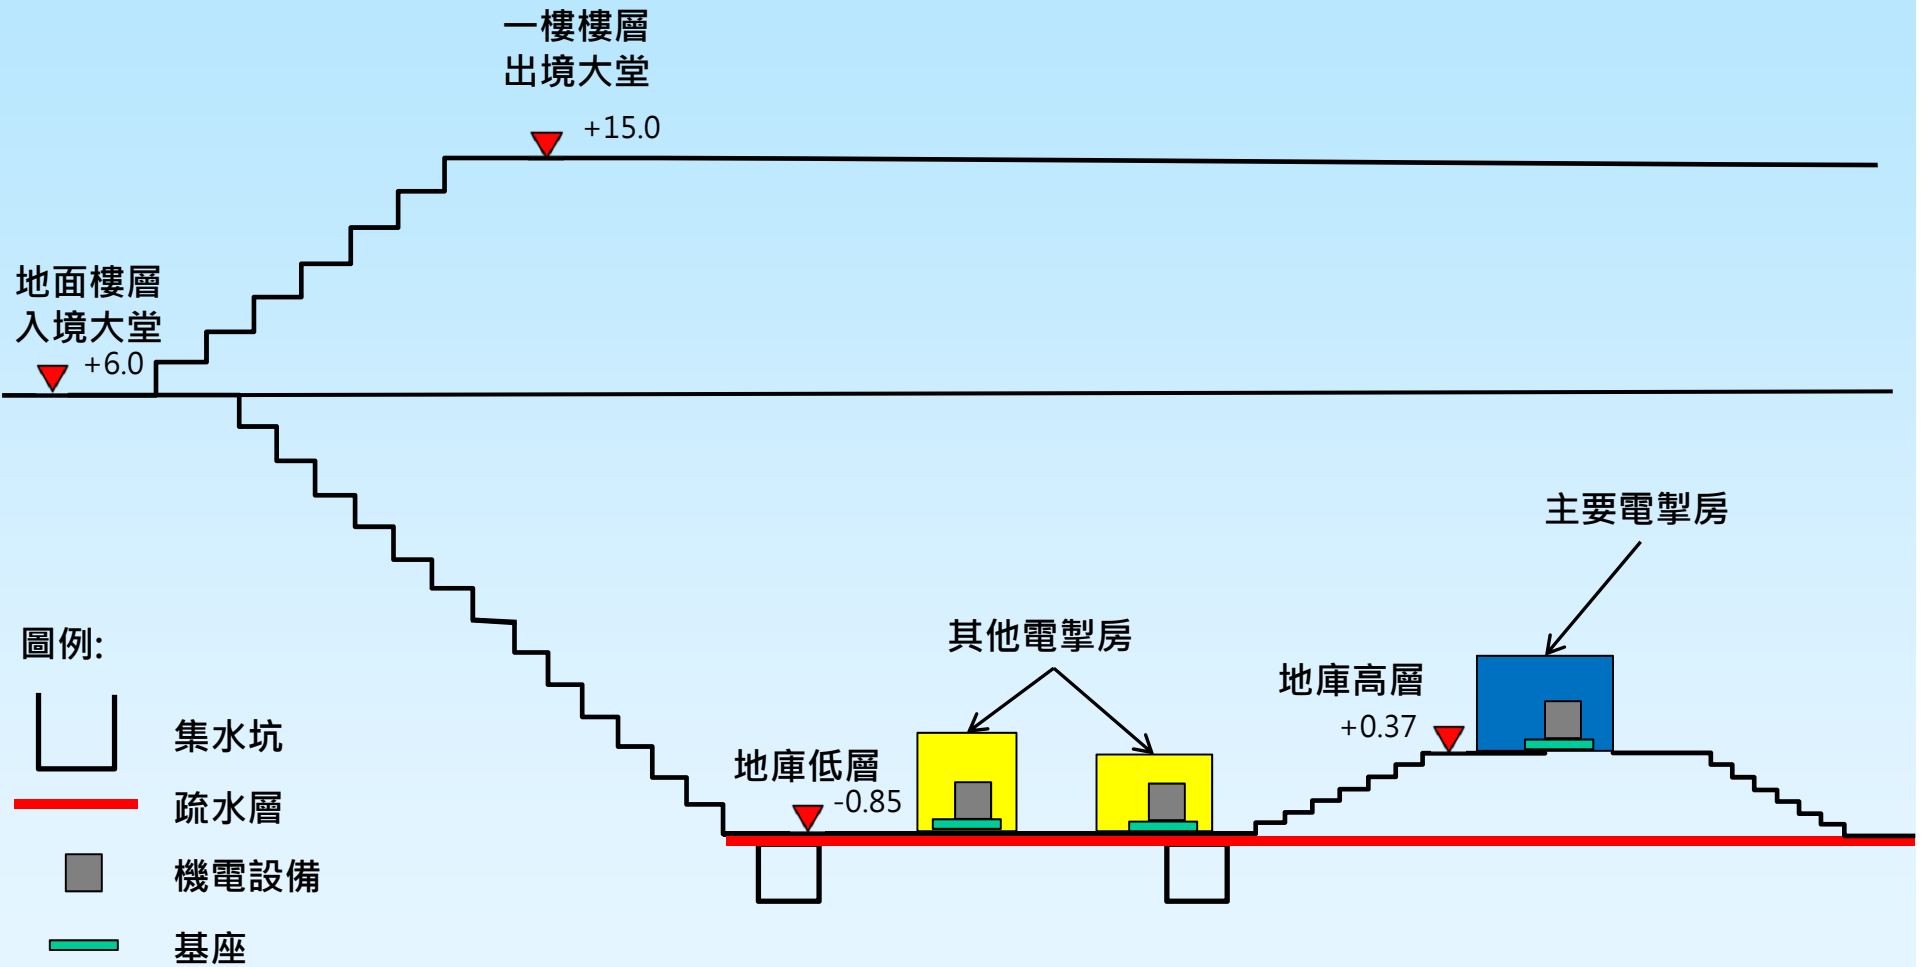 一樓樓層
出境大堂
+15.0
地面樓層
入境大堂
+6.0
主要電掣房
其他電掣房
地庫高層
+0.37
地庫低層
-0.85
圖例:
集水坑
疏水層
機電設備
基座